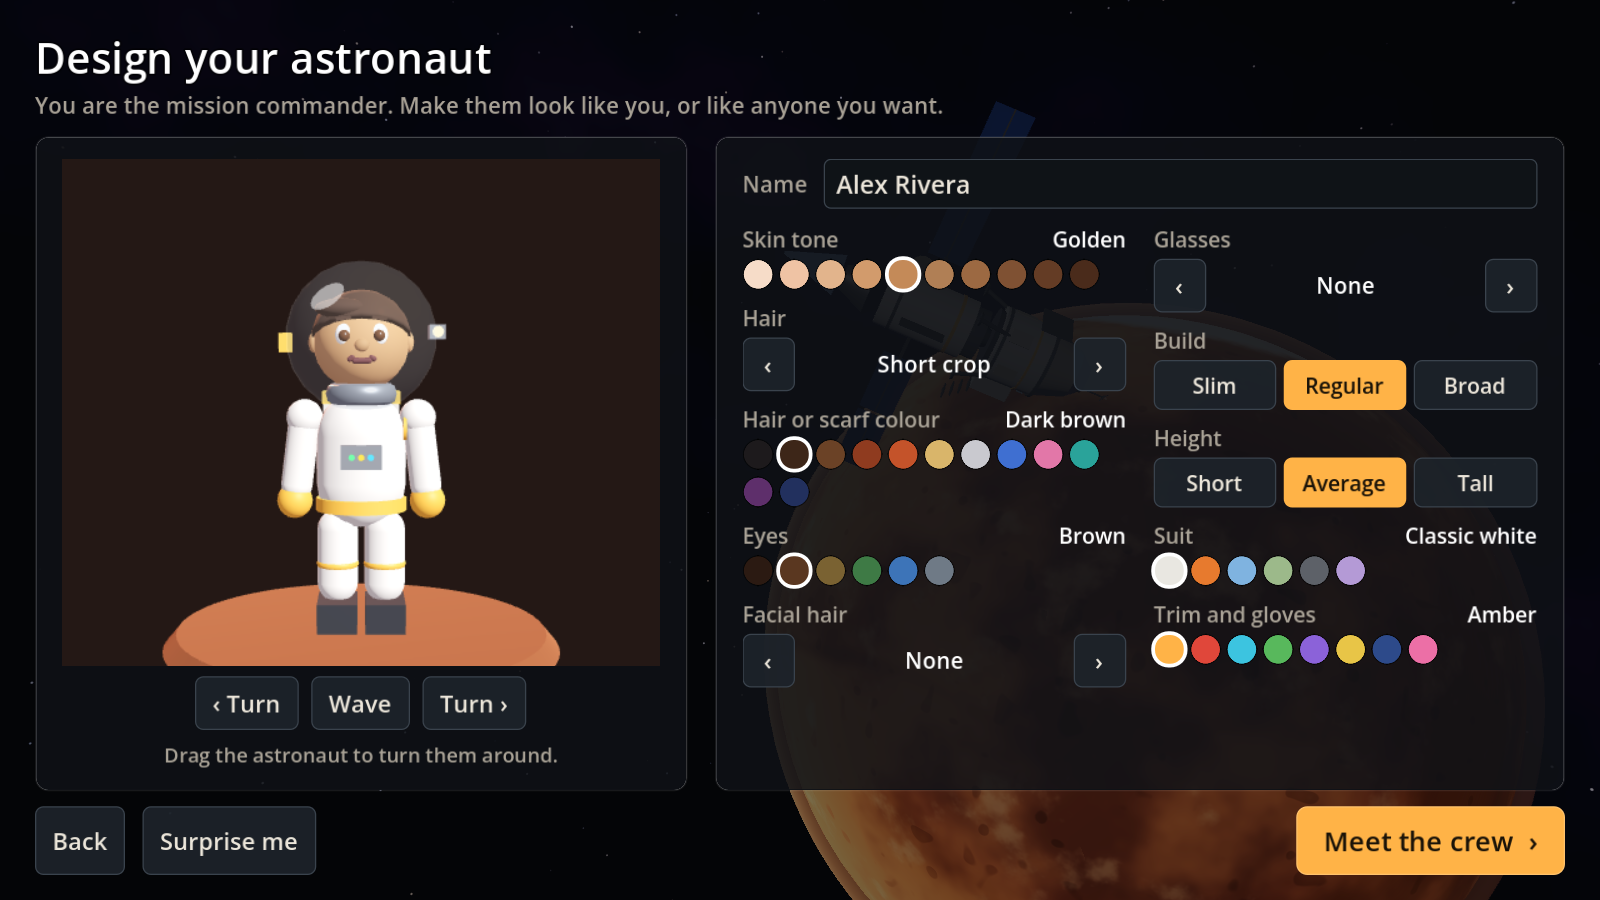 Design your astronaut
You are the mission commander. Make them look like you, or like anyone you want.
‹ Turn
Wave
Turn ›
Drag the astronaut to turn them around.
Name
Alex Rivera
Skin tone
Golden
Hair
‹
Short crop
›
Hair or scarf colour
Dark brown
Eyes
Brown
Facial hair
‹
None
›
Glasses
‹
None
›
Build
Slim
Regular
Broad
Height
Short
Average
Tall
Suit
Classic white
Trim and gloves
Amber
Back
Surprise me
Meet the crew ›